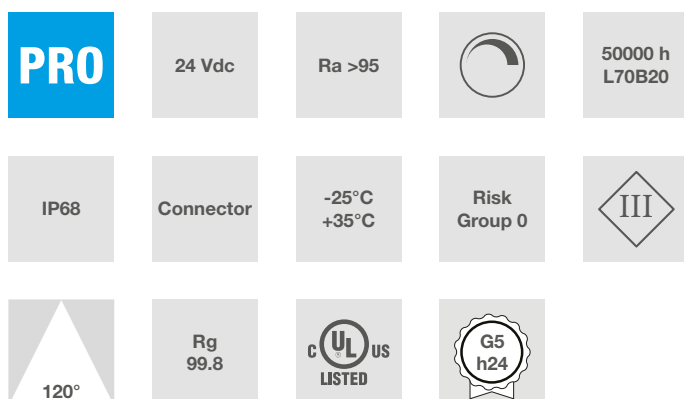 PRO
24 Vdc
Ra >95
50000 h
L70B20
IP68
Connector
-25°C
+35°C
Risk
Group 0
III
120°
Rg
99.8
C UL US
®
LISTED
G5
h24